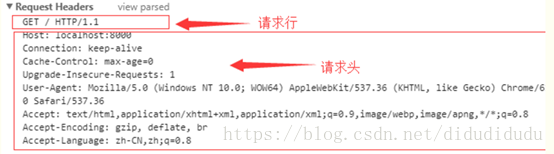 Request Headers view parsed
GET / HTTP/1.1 请求行
Host: localhost:8000
Connection: keep-alive
Cache-Control: max-age=0
Upgrade-Insecure-Requests: 1 请求头
User-Agent: Mozilla/5.0 (Windows NT 10.0; WOW64) AppleWebKit/537.36 (KHTML, like Gecko) Chrome/6
0 Safari/537.36
Accept: text/html,application/xhtml+xml,application/xml;q=0.9,image/webp,image/apng,*/*;q=0.8
Accept-Encoding: gzip, deflate, br
Accept-Language: zh-CN,zh;q=0.8
https://blog.csdn.net/didudidudu